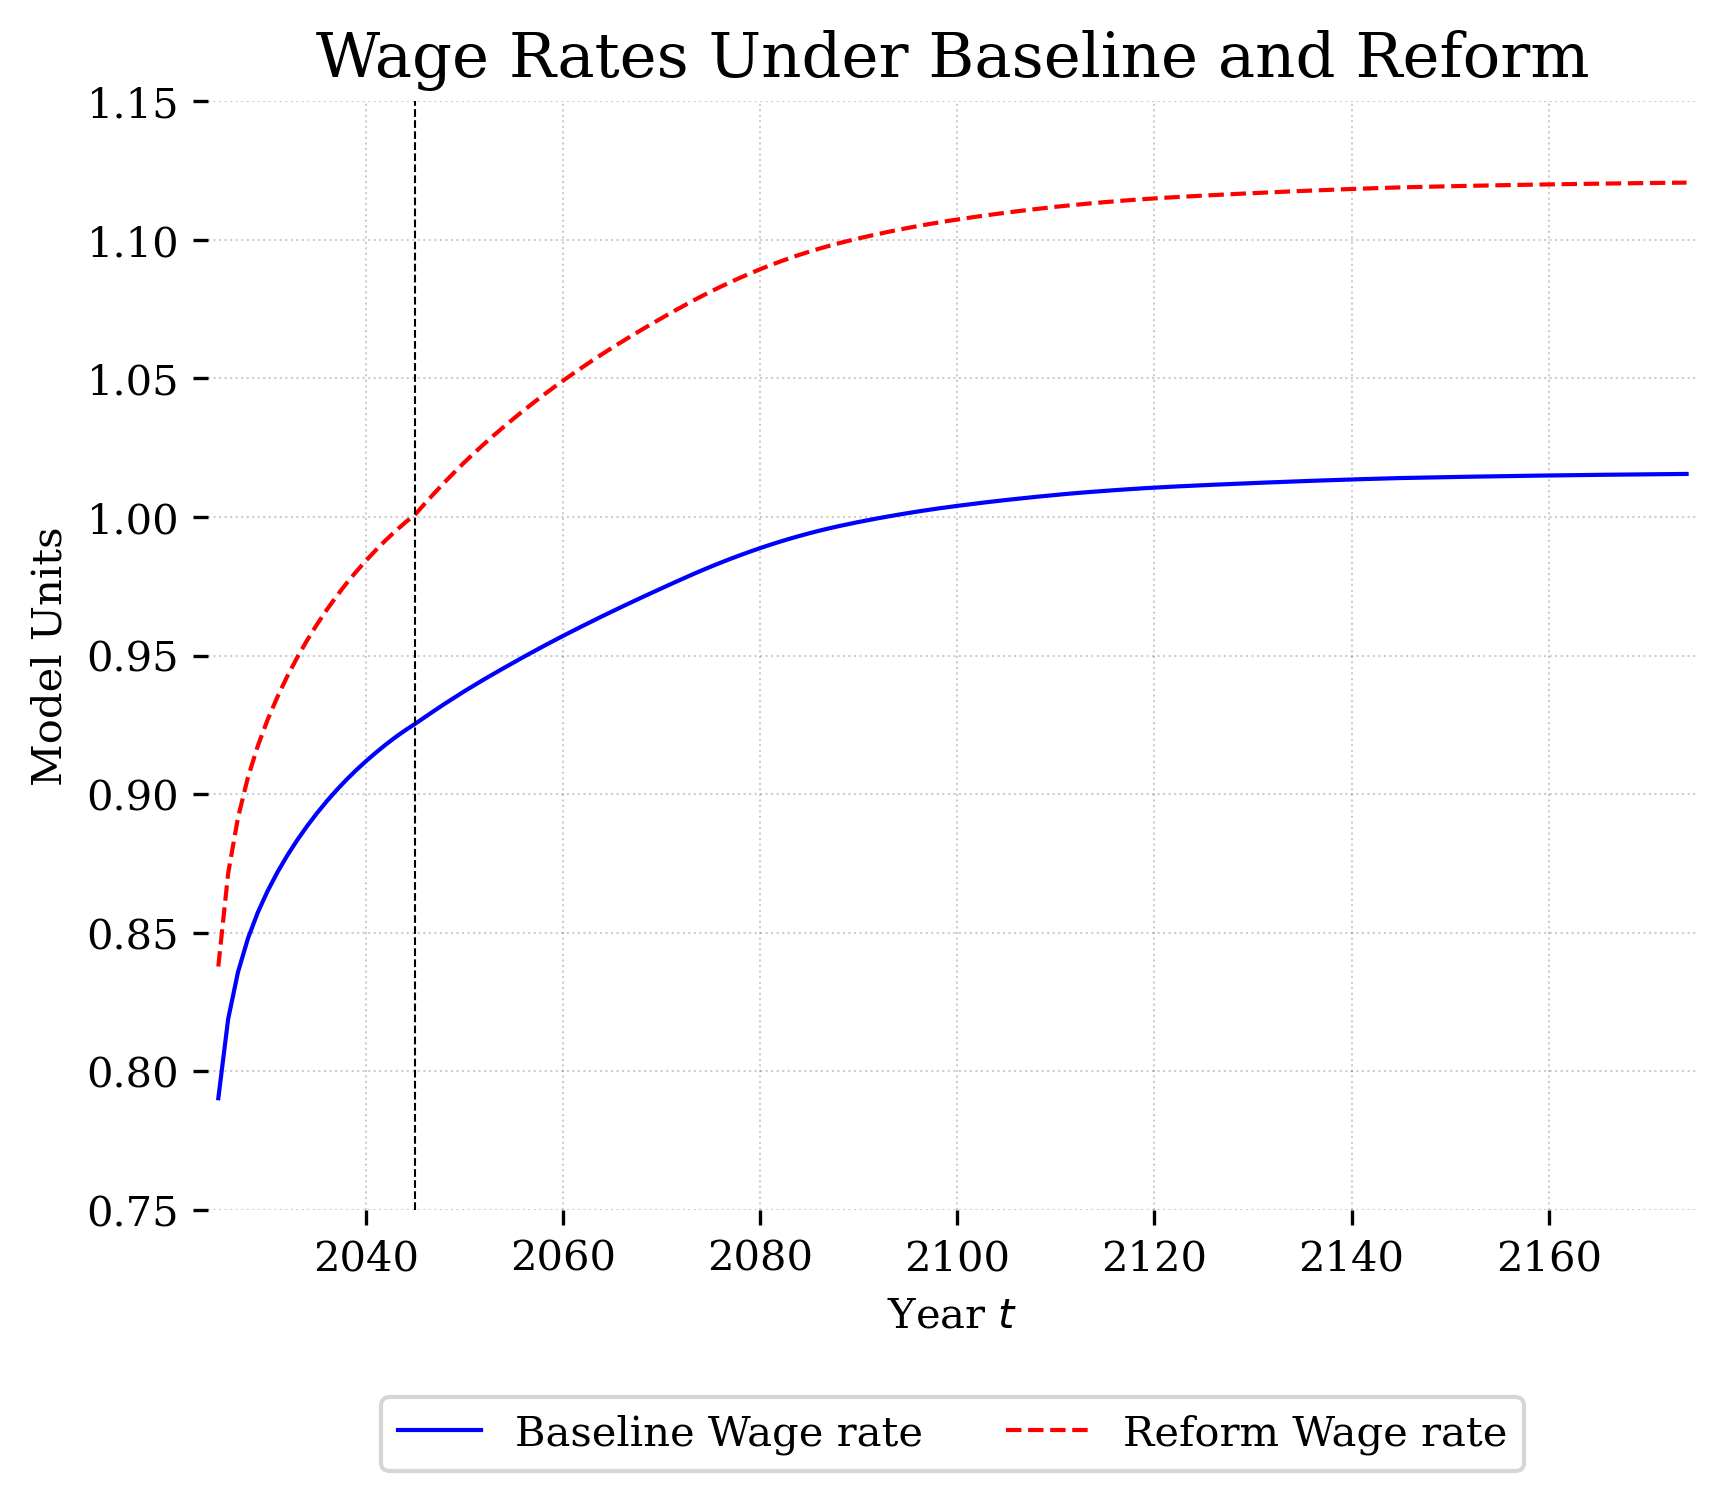 Wage Rates Under Baseline and Reform
1.15
1.10
1.05
1.00
0.95
0.90
0.85
0.80
0.75
Model Units
2040 2060 2080 2100 2120 2140 2160
Year t
Baseline Wage rate Reform Wage rate